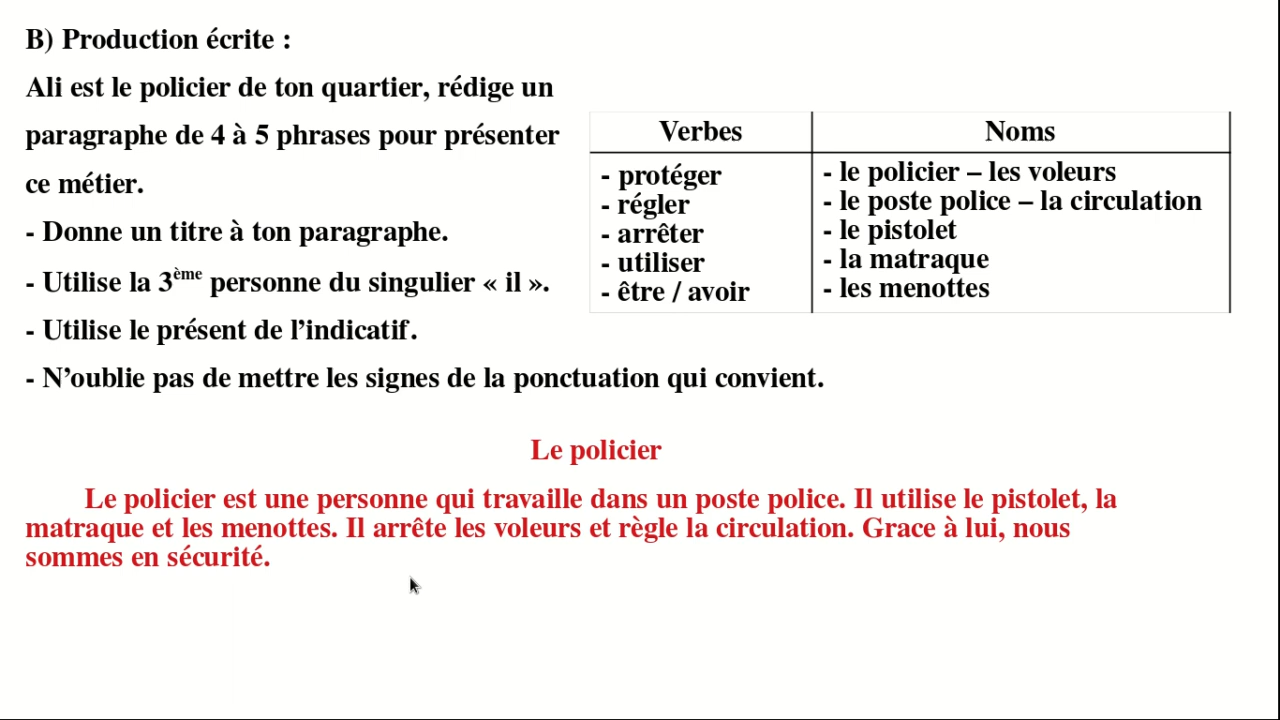 B) Production écrite :
Ali est le policier de ton quartier, rédige un
paragraphe de 4 à 5 phrases pour présenter
ce métier.
- Donne un titre à ton paragraphe.
- Utilise la 3ème personne du singulier « il ».
- Utilise le présent de l’indicatif.
- N’oublie pas de mettre les signes de la ponctuation qui convient.
Verbes
- protéger
- régler
- arrêter
- utiliser
- être / avoir
Noms
- le policier – les voleurs
- le poste police – la circulation
- le pistolet
- la matraque
- les menottes
Le policier
Le policier est une personne qui travaille dans un poste police. Il utilise le pistolet, la
matraque et les menottes. Il arrête les voleurs et règle la circulation. Grace à lui, nous
sommes en sécurité.